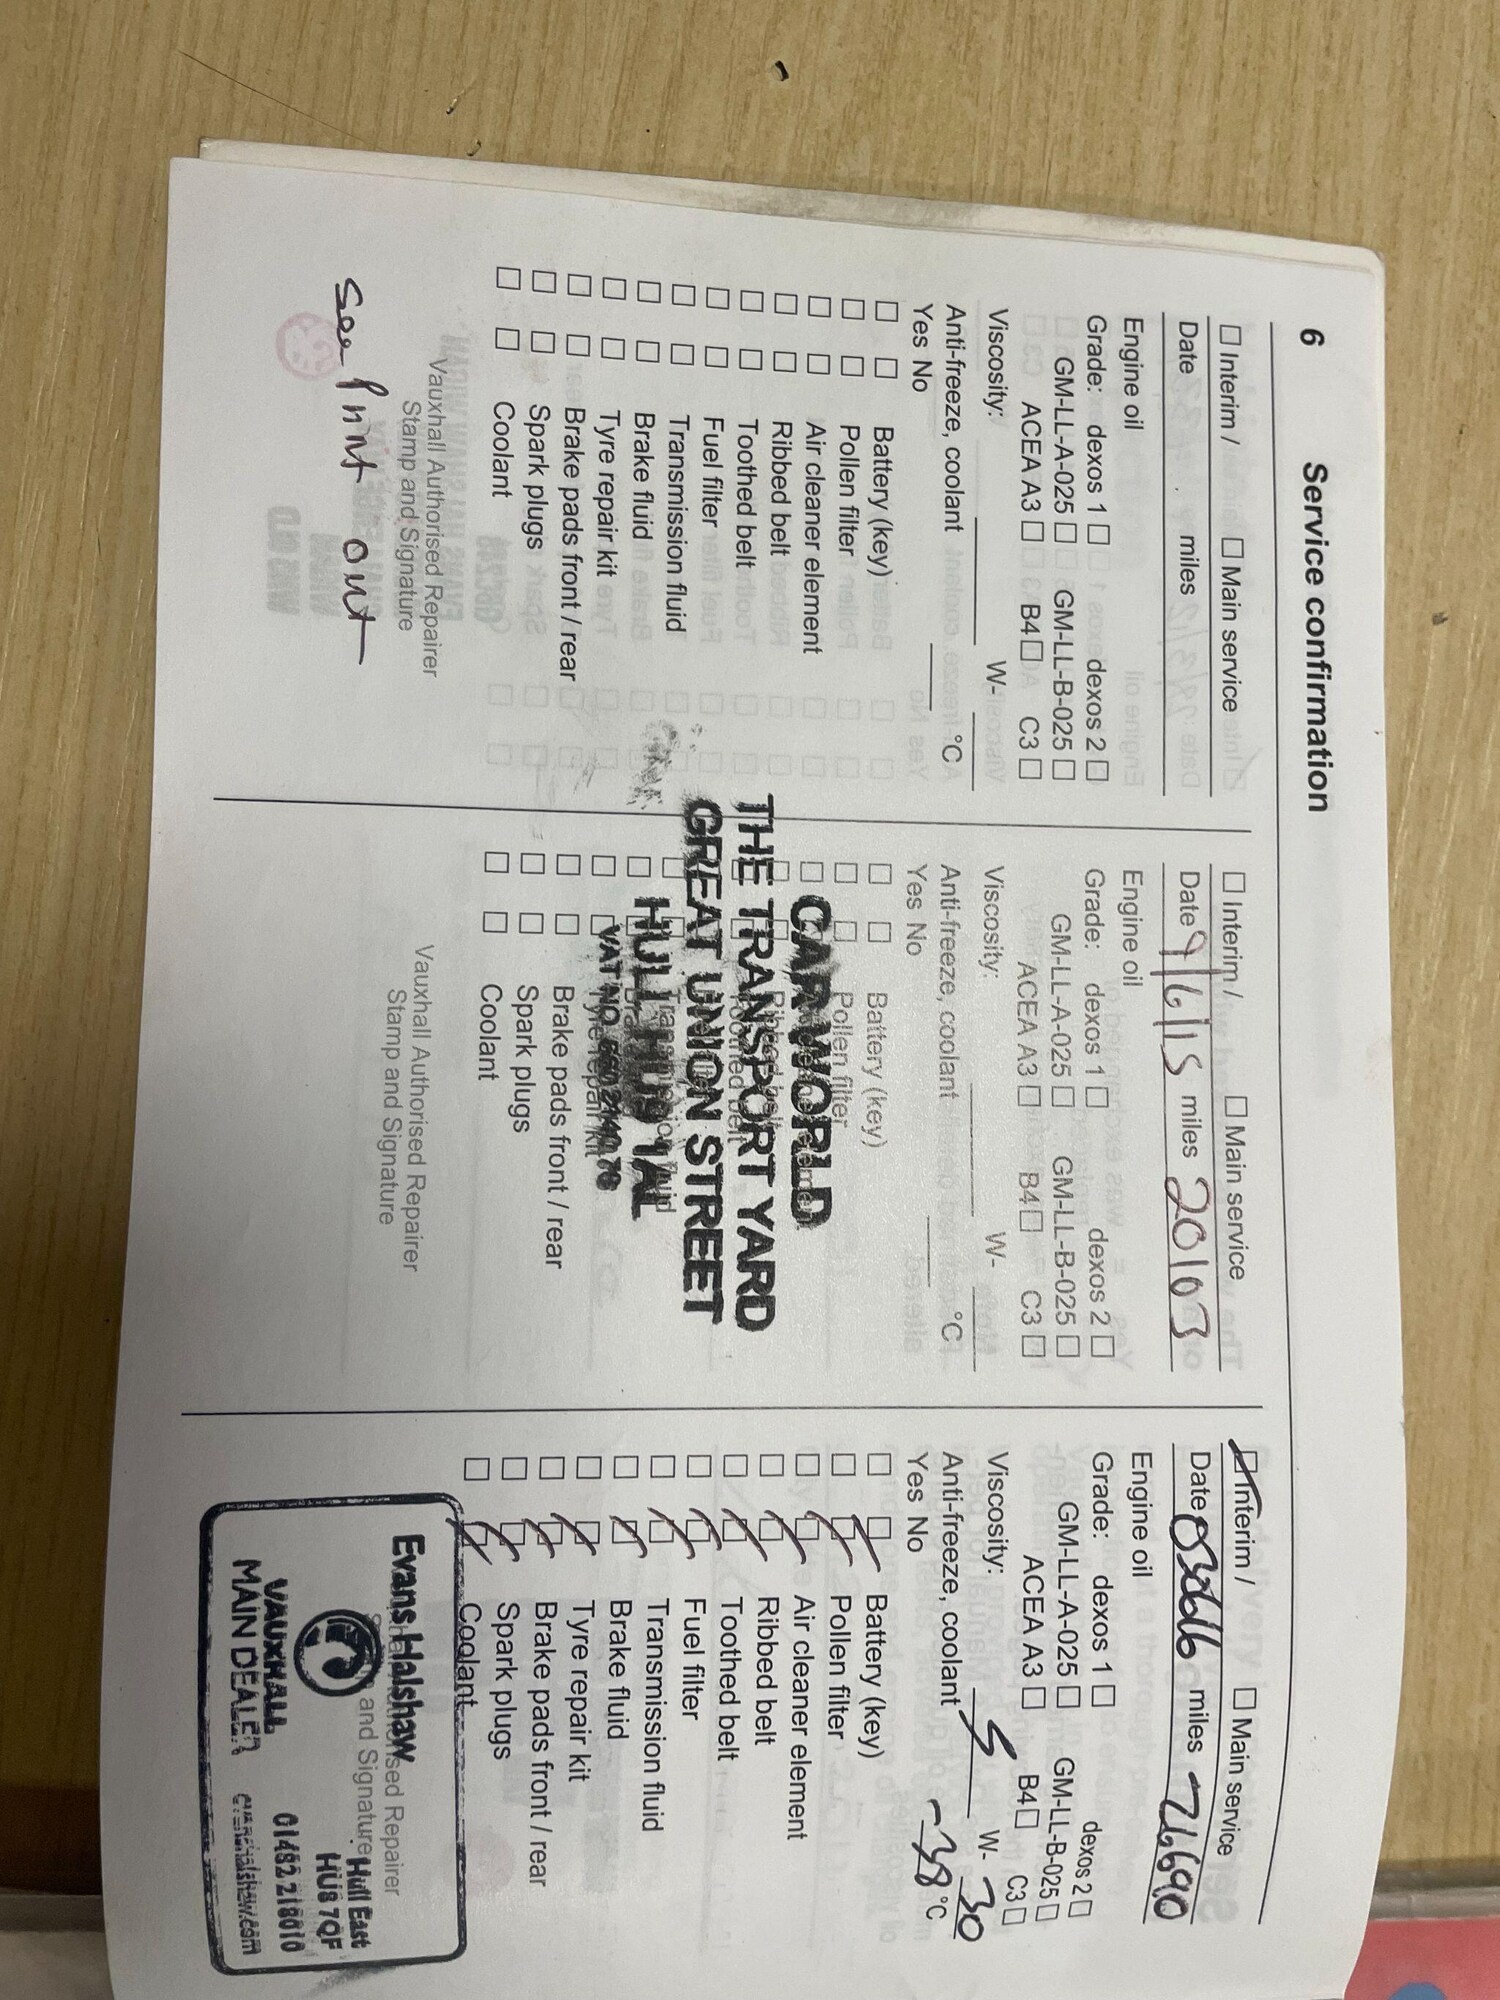 6 Service confirmation
Interim / Main service
Date miles
Engine oil
Grade: dexos 1 dexos 2
GM-LL-A-025 GM-LL-B-025
ACEA A3 B4 C3
Viscosity: W-
Anti-freeze, coolant °C
Yes No
Battery (key)
Pollen filter
Air cleaner element
Ribbed belt
Toothed belt
Fuel filter
Transmission fluid
Brake fluid
Tyre repair kit
Brake pads front / rear
Spark plugs
Coolant
Vauxhall Authorised Repairer
Stamp and Signature
see Print out
Interim / Main service
Date 9/6/15 miles 20103
Engine oil
Grade: dexos 1 dexos 2
GM-LL-A-025 GM-LL-B-025
ACEA A3 B4 C3
Viscosity: W-
Anti-freeze, coolant °C
Yes No
Battery (key)
Pollen filter
CAR WORLD
THE TRANSPORT YARD
GREAT UNION STREET
HULL HU9 1AL
VAT NO.
Tyre repair kit
Brake pads front / rear
Spark plugs
Coolant
Vauxhall Authorised Repairer
Stamp and Signature
Interim / Main service
Date miles 26690
Engine oil
Grade: dexos 1 dexos 2
GM-LL-A-025 GM-LL-B-025
ACEA A3 B4 C3
Viscosity: 5 W-30
Anti-freeze, coolant -38 °C
Yes No
Battery (key)
Pollen filter
Air cleaner element
Ribbed belt
Toothed belt
Fuel filter
Transmission fluid
Brake fluid
Tyre repair kit
Brake pads front / rear
Spark plugs
Coolant
Evans Halshaw
Repairer
and Signature
Hull East
HU8 7QF
VAUXHALL
MAIN DEALER
01482 218010
evanshalshaw.com